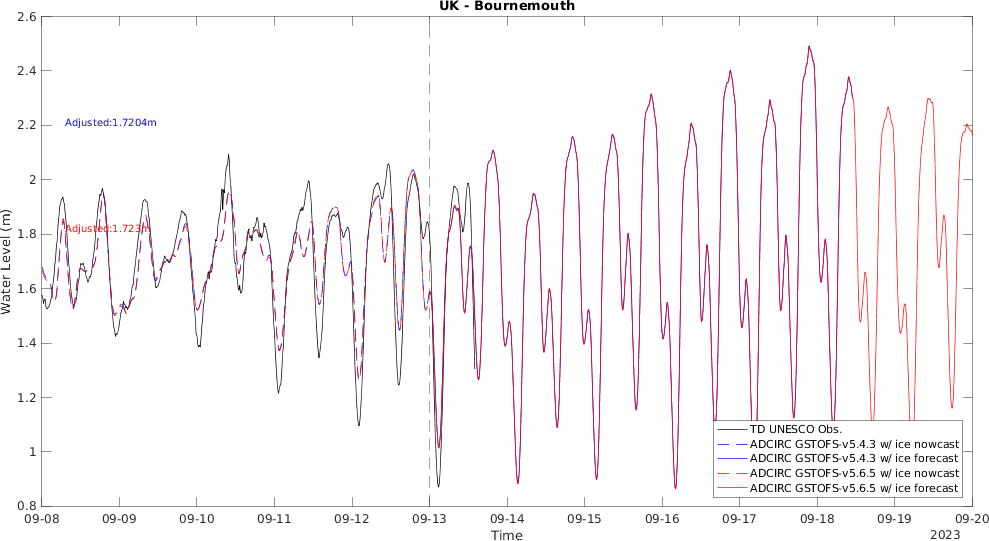 UK - Bournemouth
2.6
2.4
2.2
2
1.8
1.6
1.4
1.2
1
0.8
Water Level (m)
Adjusted:1.7204m
Adjusted:1.723m
TD UNESCO Obs.
ADCIRC GSTOFS-v5.4.3 w/ ice nowcast
ADCIRC GSTOFS-v5.4.3 w/ ice forecast
ADCIRC GSTOFS-v5.6.5 w/ ice nowcast
ADCIRC GSTOFS-v5.6.5 w/ ice forecast
09-08 09-09 09-10 09-11 09-12 09-13 09-14 09-15 09-16 09-17 09-18 09-19 09-20
Time
2023